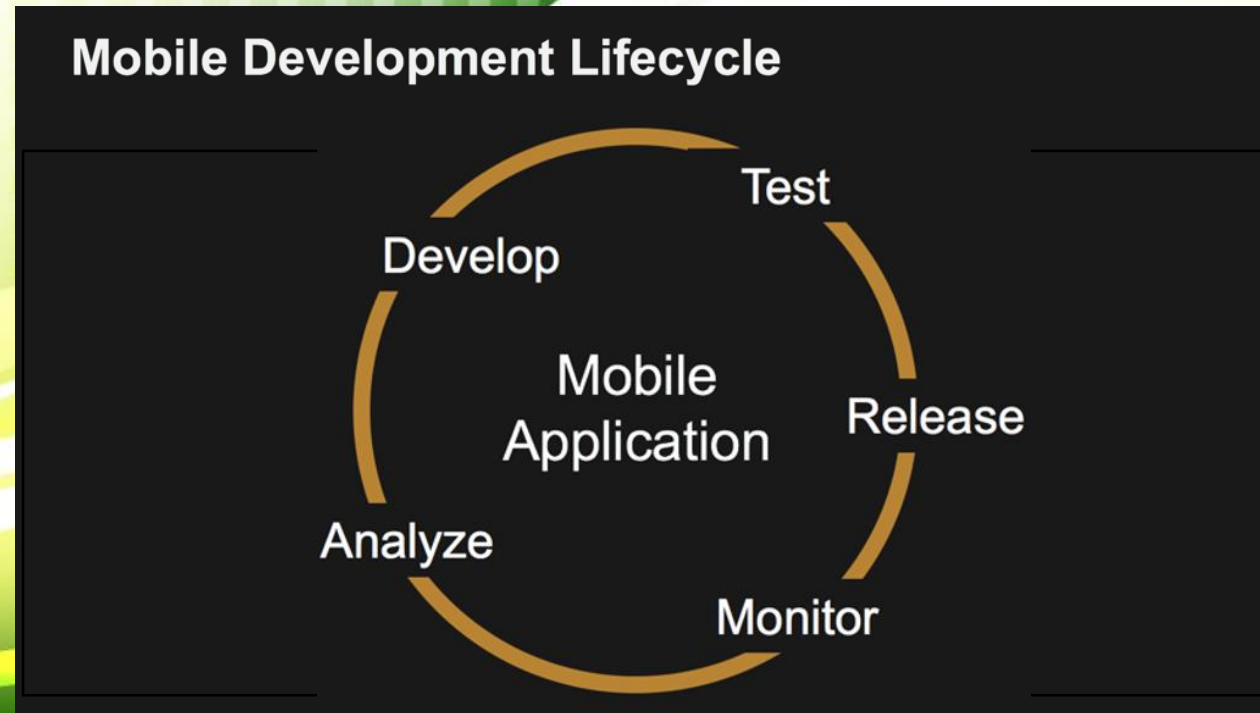 Mobile Development Lifecycle
Test
Develop
Mobile
Application
Release
Analyze
Monitor